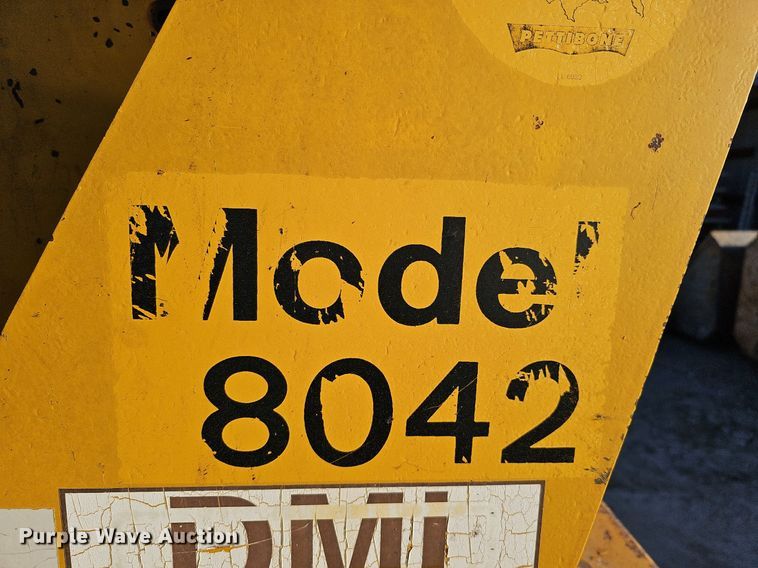 PETTIBONE
Model
8042
Purple Wave Auction